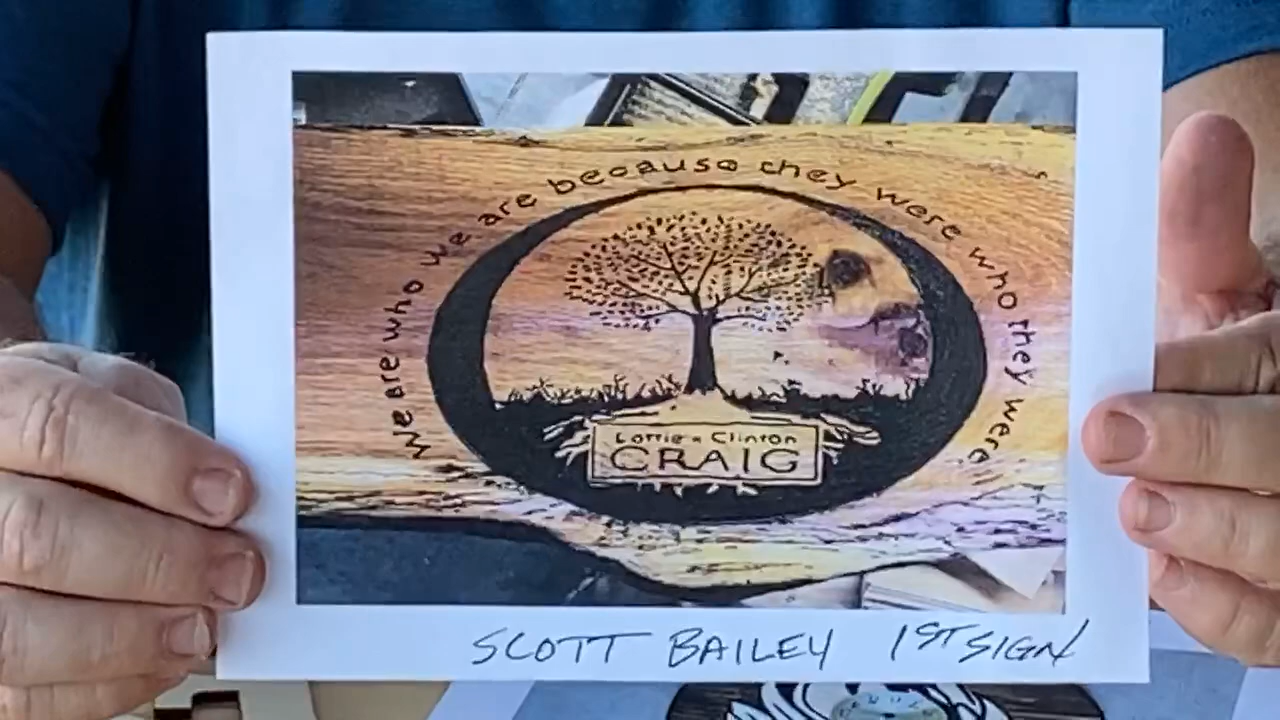 We are who we are because they were who they were.
Lottie n Clinton
CRAIG
SCOTT BAILEY 1ST SIGN